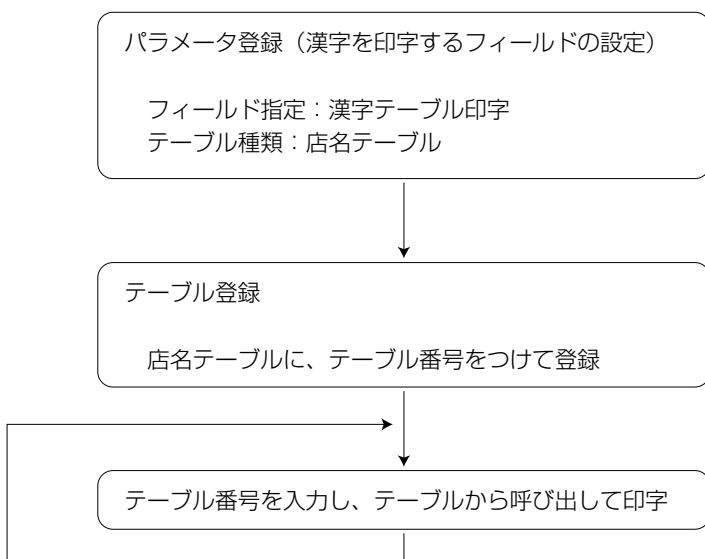 パラメータ登録（漢字を印字するフィールドの設定）
フィールド指定：漢字テーブル印字
テーブル種類：店名テーブル
テーブル登録
店名テーブルに、テーブル番号をつけて登録
テーブル番号を入力し、テーブルから呼び出して印字